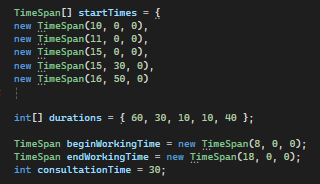 TimeSpan[] startTimes = {
new TimeSpan(10, 0, 0),
new TimeSpan(11, 0, 0),
new TimeSpan(15, 0, 0),
new TimeSpan(15, 30, 0),
new TimeSpan(16, 50, 0)
int[] durations = { 60, 30, 10, 10, 40 };
TimeSpan beginWorkingTime = new TimeSpan(8, 0, 0);
TimeSpan endWorkingTime = new TimeSpan(18, 0, 0);
int consultationTime = 30;